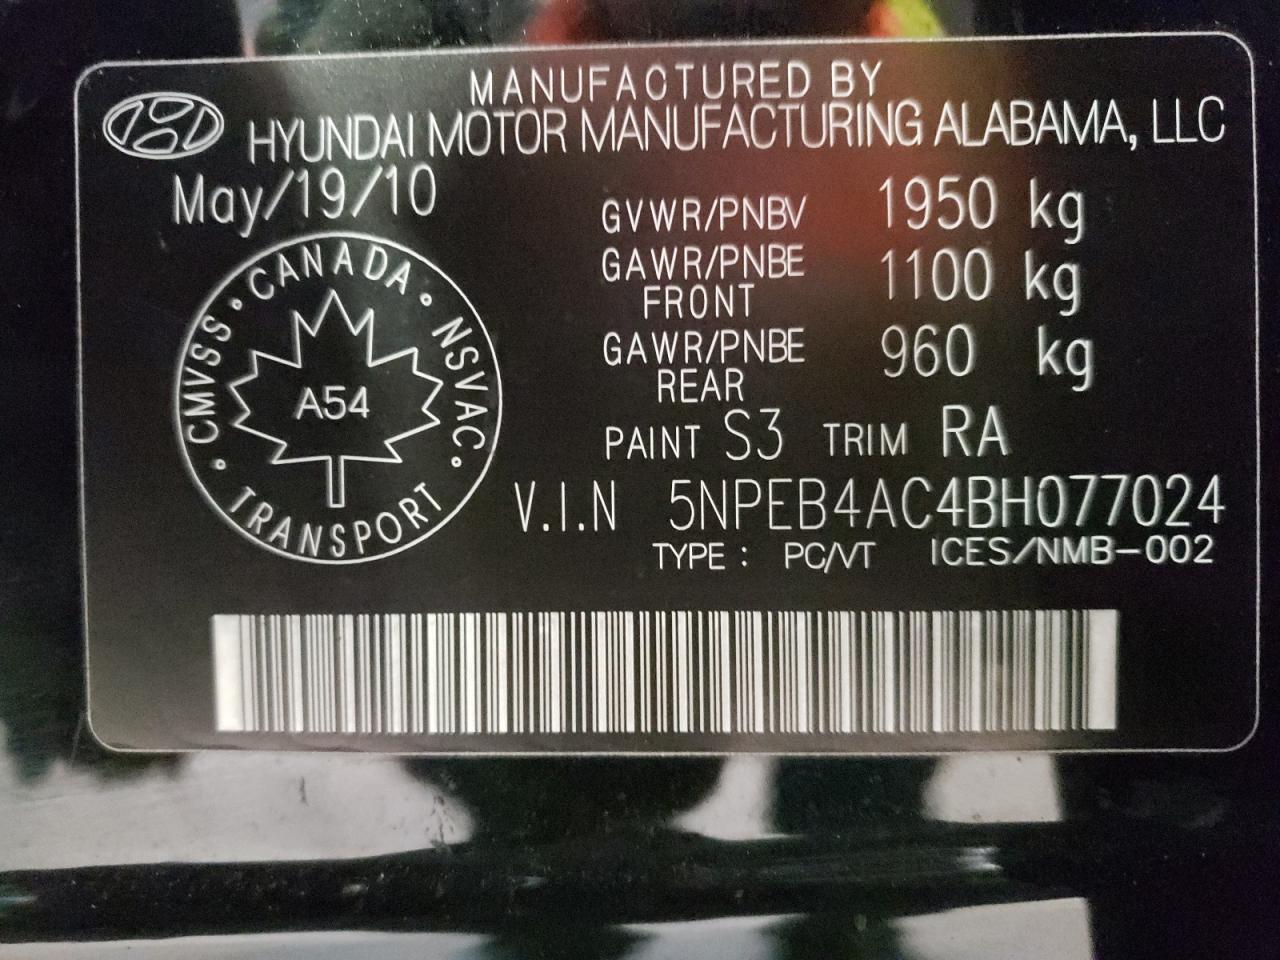 MANUFACTURED BY
HYUNDAI MOTOR MANUFACTURING ALABAMA, LLC
May/19/10
GVWR/PNBV 1950 kg
GAWR/PNBE FRONT 1100 kg
GAWR/PNBE REAR 960 kg
CANADA · NSVAC · TRANSPORT · CMVSS ·
A54
PAINT S3 TRIM RA
V.I.N 5NPEB4AC4BH077024
TYPE : PC/VT ICES/NMB-002